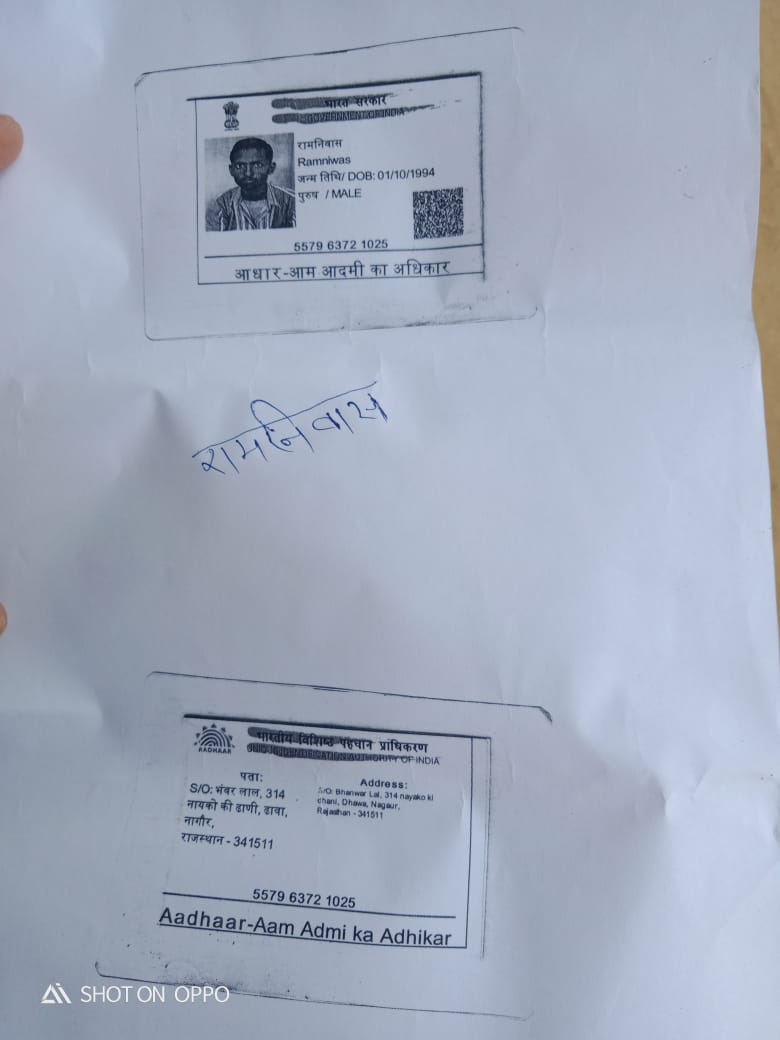 भारत सरकार
GOVERNMENT OF INDIA
रामनिवास
Ramniwas
जन्म तिथि/ DOB: 01/10/1994
पुरुष / MALE
5579 6372 1025
आधार-आम आदमी का अधिकार
रामनिवास
AADHAAR
भारतीय विशिष्ट पहचान प्राधिकरण
AUTHORITY OF INDIA
पता:
S/O: भंवर लाल, 314
नायको की ढाणी, ढावा,
नागौर,
राजस्थान - 341511
Address:
S/O: Bhanwar Lal, 314 nayako ki
dhani, Dhawa, Nagaur,
Rajasthan - 341511
5579 6372 1025
Aadhaar-Aam Admi ka Adhikar
SHOT ON OPPO